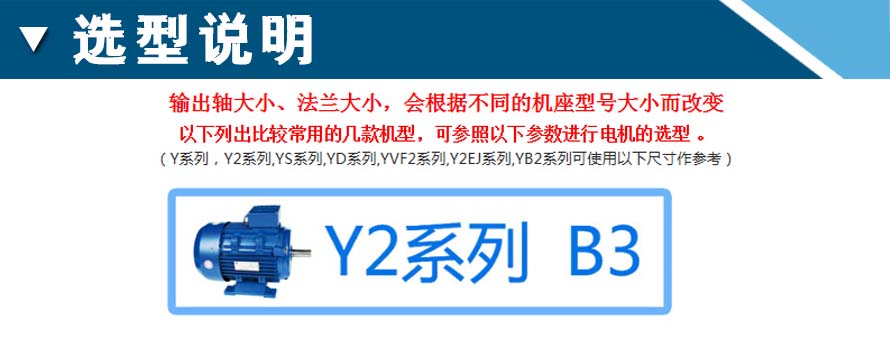 选型说明
输出轴大小、法兰大小，会根据不同的机座型号大小而改变
以下列出比较常用的几款机型，可参照以下参数进行电机的选型 。
（Y系列，Y2系列,YS系列,YD系列,YVF2系列,Y2EJ系列,YB2系列可使用以下尺寸作参考）
Y2系列 B3